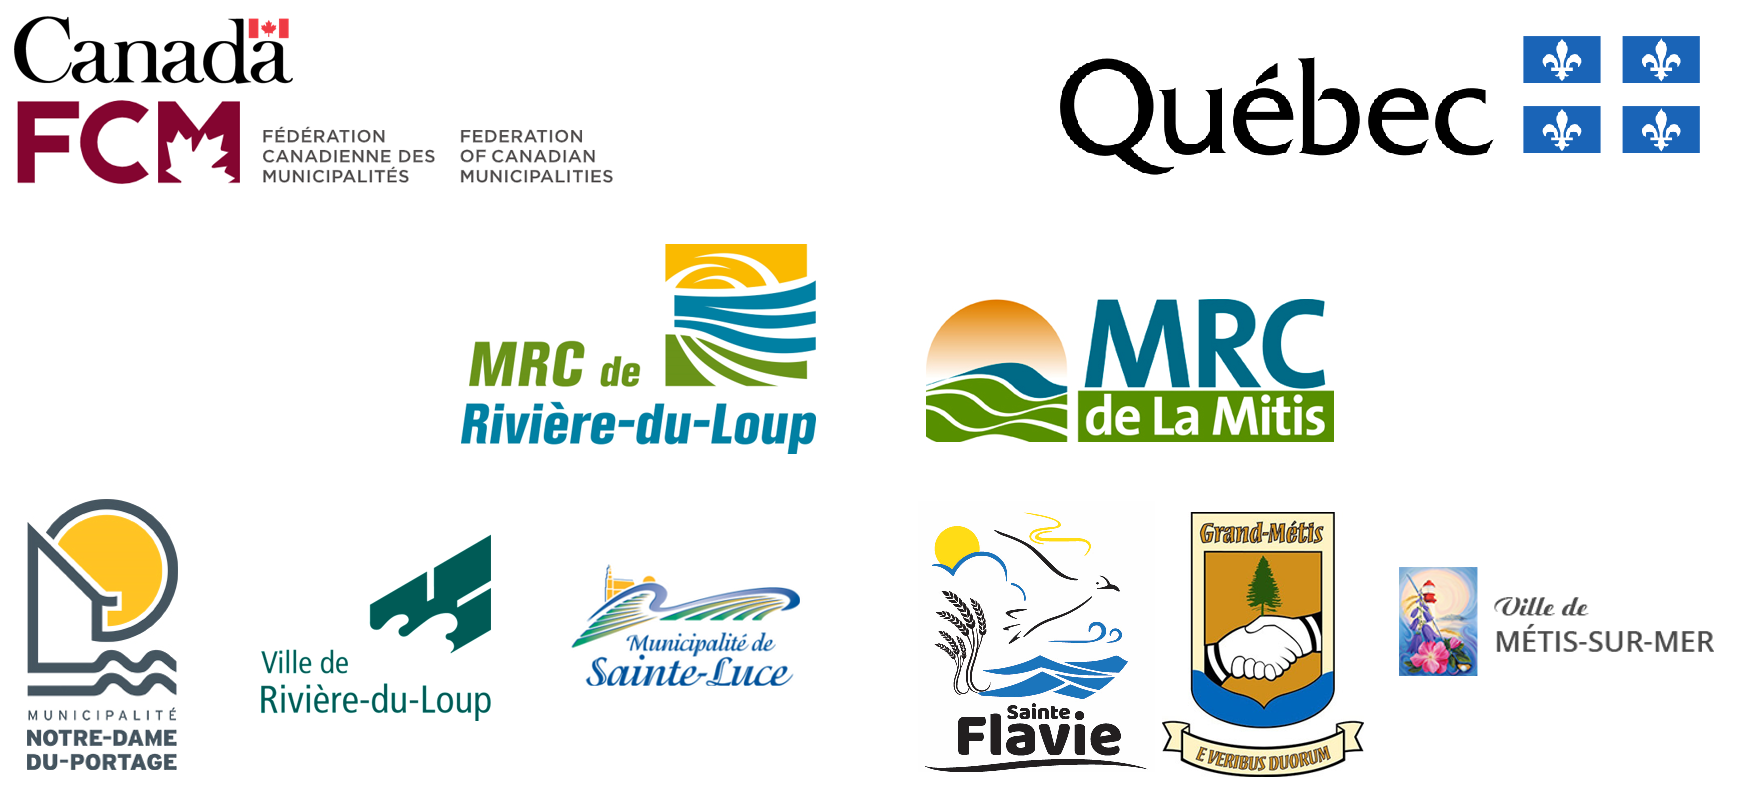 Canada
FCM
FÉDÉRATION
CANADIENNE DES
MUNICIPALITÉS
FEDERATION
OF CANADIAN
MUNICIPALITIES
Québec
MRC de
Rivière-du-Loup
MRC
de La Mitis
MUNICIPALITÉ
NOTRE-DAME
DU-PORTAGE
Ville de
Rivière-du-Loup
Municipalité de
Sainte-Luce
Sainte
Flavie
Grand-Métis
E VERIBUS DUORUM
Ville de
MÉTIS-SUR-MER